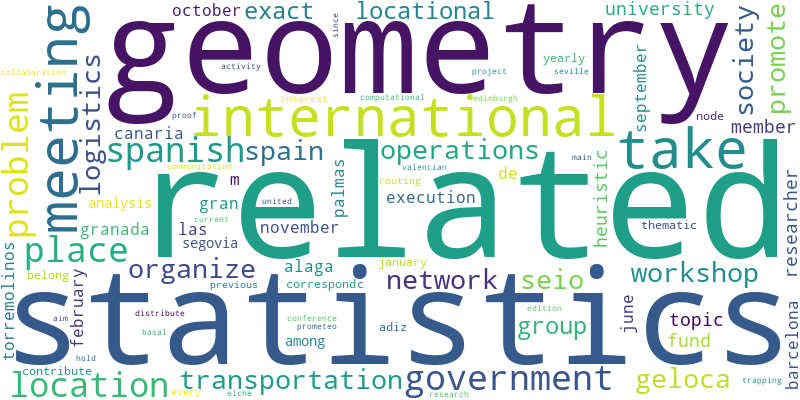 october exact locational university
since
geometry
collaboration
activity
yearly
project
seville
meeting
society
promote
logistics
problem
interest
computational
edinburgh
proof
node
september
international
canaria
member
spanish spain operations take
communication
valencian
main
related
m
palmas
routing
de
heuristic
researcher
analysis
gran
united
execution
current
granada las november thematic
segovia
place
torremolinos
organize alaga january
network seio workshop
belong
february
previous
correspondc
statistics
june
barcelona
aim
distribute
conference
edition
basal
prometeo
adiz
group topic
hold
among
fund
contribute
location transportation government geloca
trapping
every
elche
research